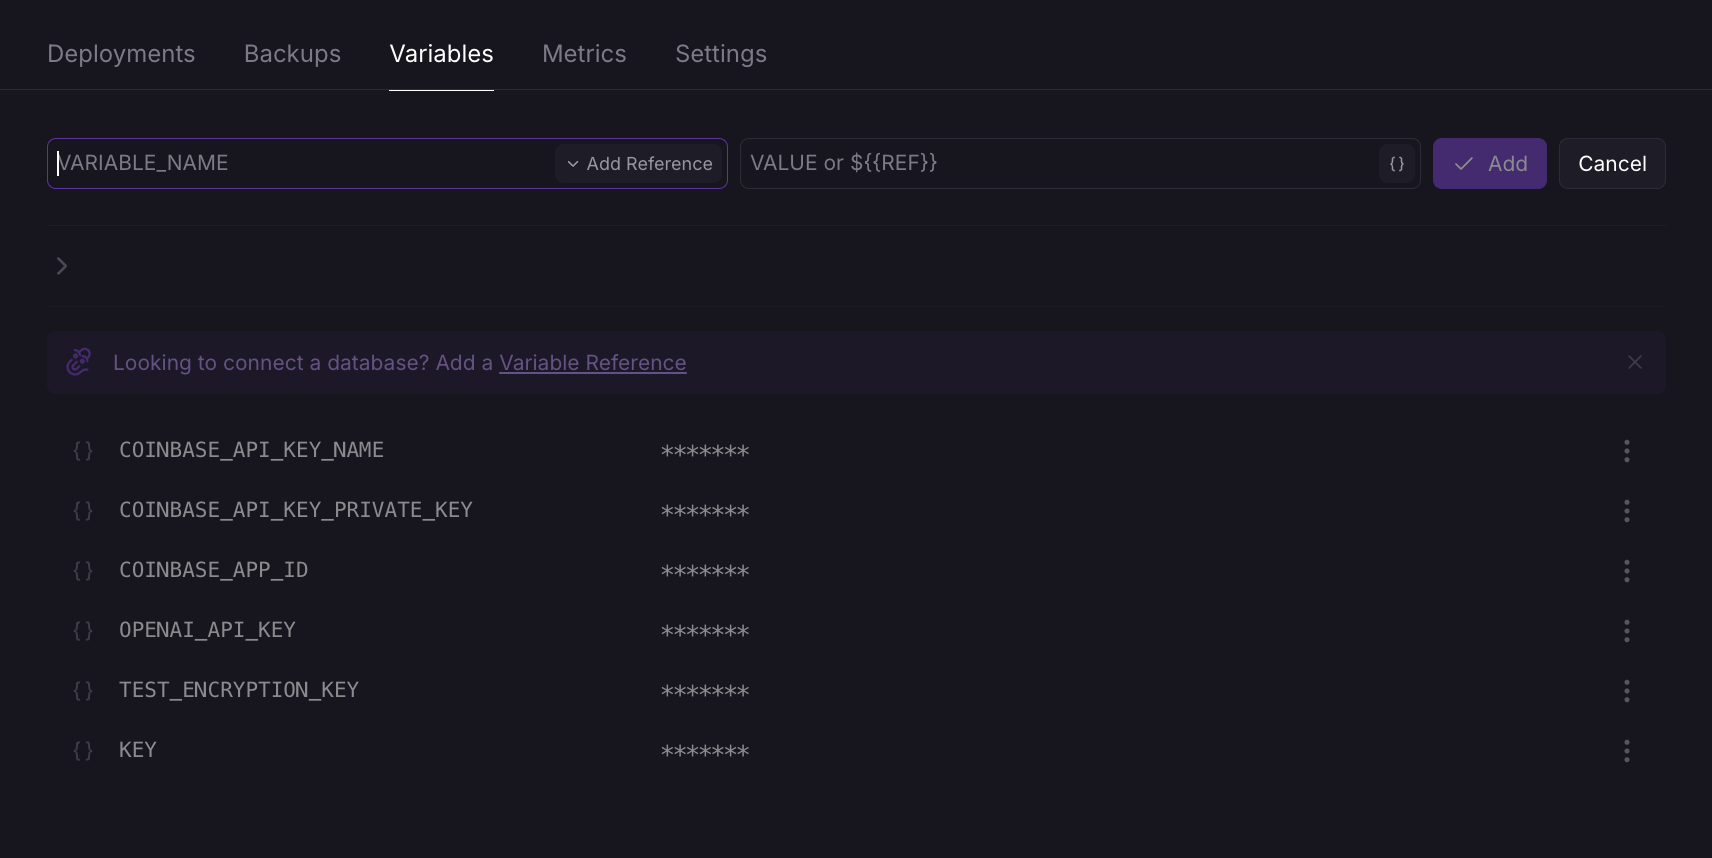 Deployments Backups Variables Metrics Settings
VARIABLE_NAME Add Reference VALUE or ${{REF}} {} Add Cancel
Looking to connect a database? Add a Variable Reference
{} COINBASE_API_KEY_NAME *******
{} COINBASE_API_KEY_PRIVATE_KEY *******
{} COINBASE_APP_ID *******
{} OPENAI_API_KEY *******
{} TEST_ENCRYPTION_KEY *******
{} KEY *******